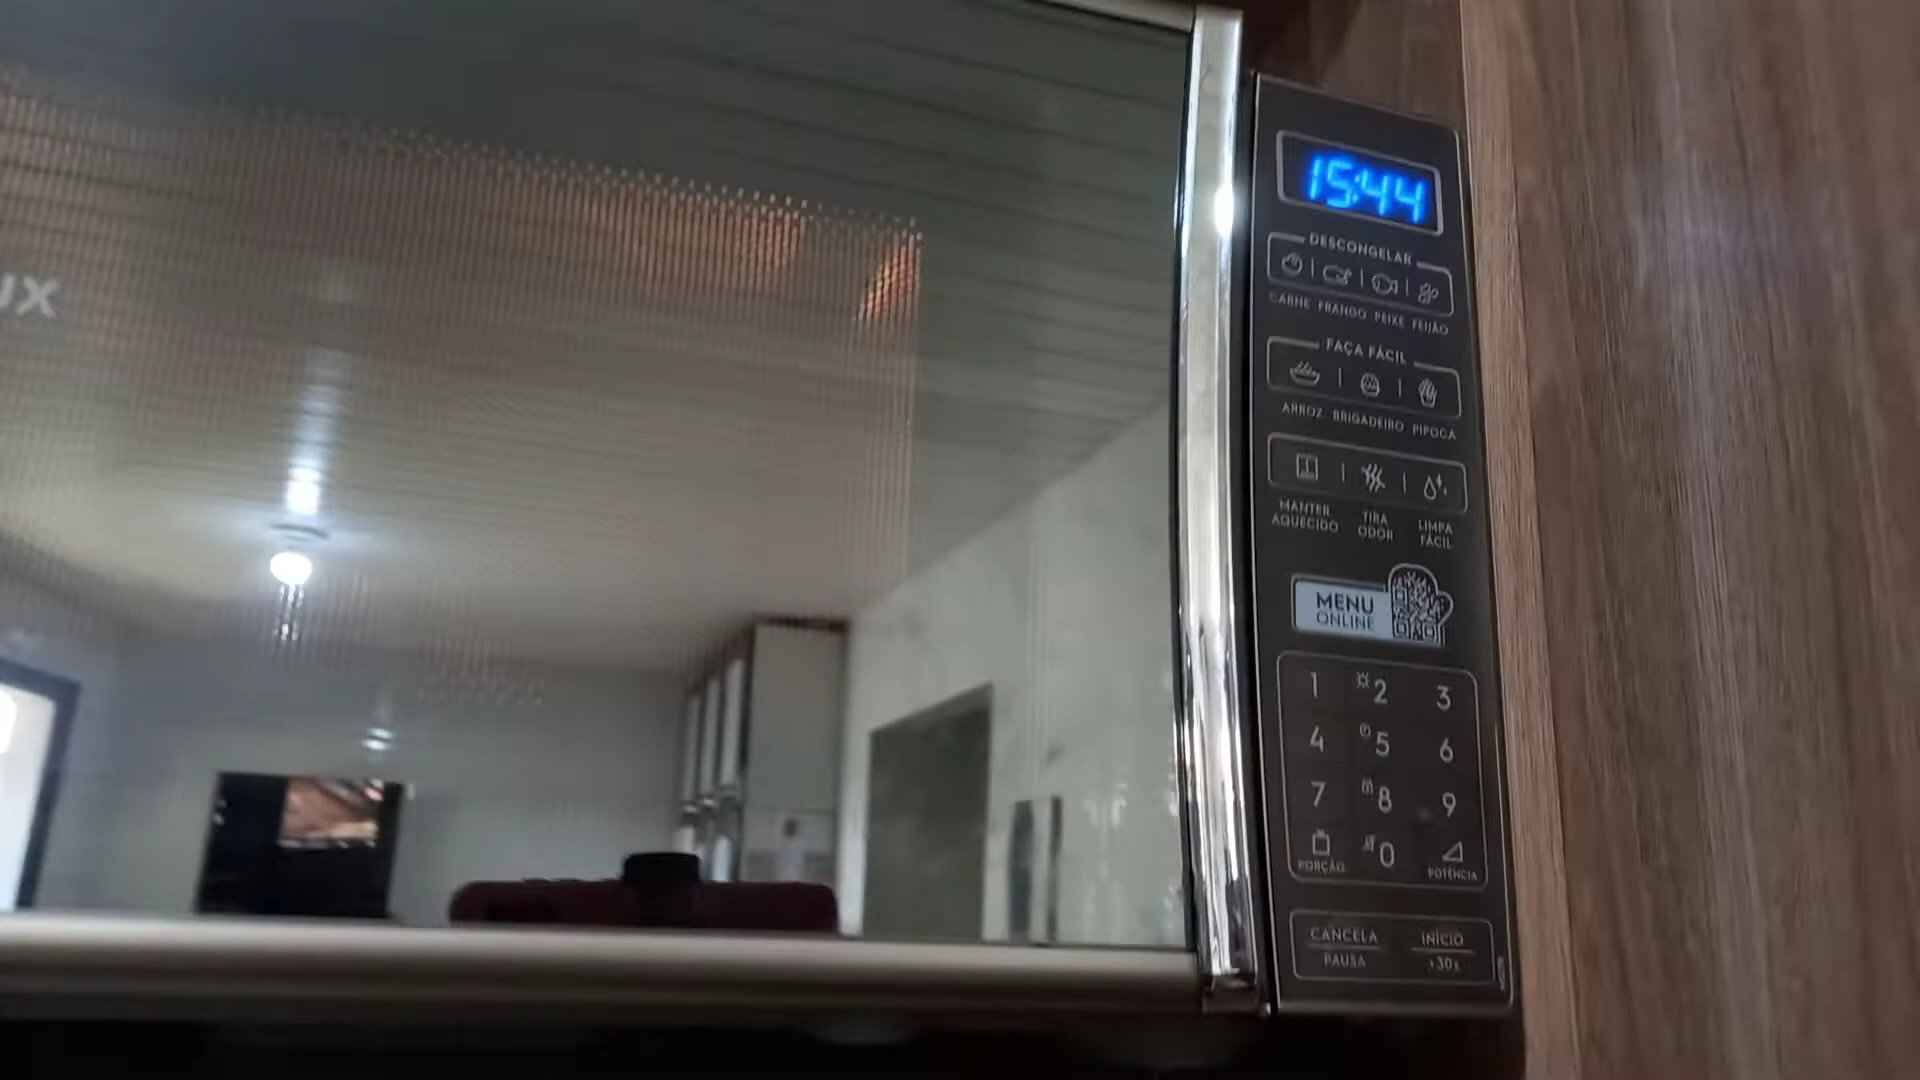 UX
15:44
DESCONGELAR
CARNE FRANGO PEIXE FEIJÃO
FAÇA FÁCIL
ARROZ BRIGADEIRO PIPOCA
MANTER AQUECIDO
TIRA ODOR
LIMPA FÁCIL
MENU
ONLINE
1 2 3
4 5 6
7 8 9
0
PORÇÃO POTÊNCIA
CANCELA INÍCIO
PAUSA +30s